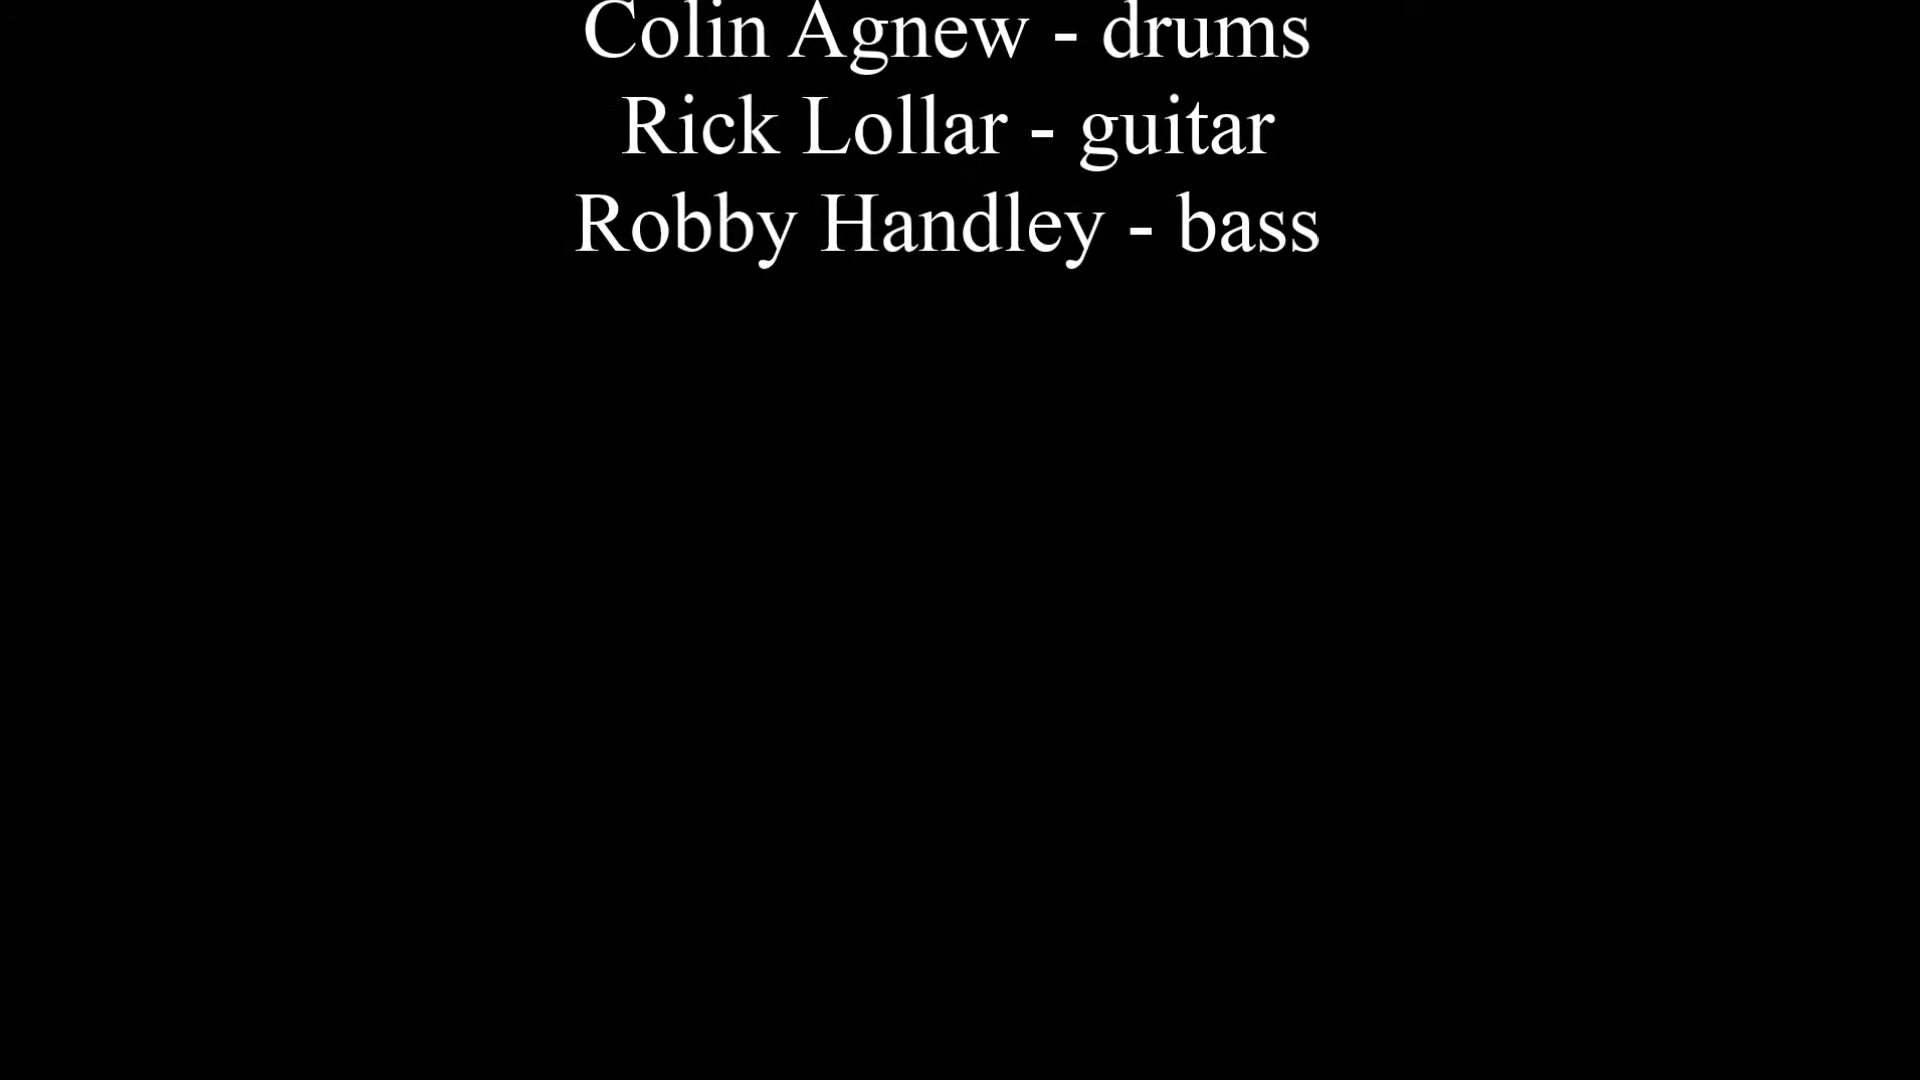 Colin Agnew - drums
Rick Lollar - guitar
Robby Handley - bass